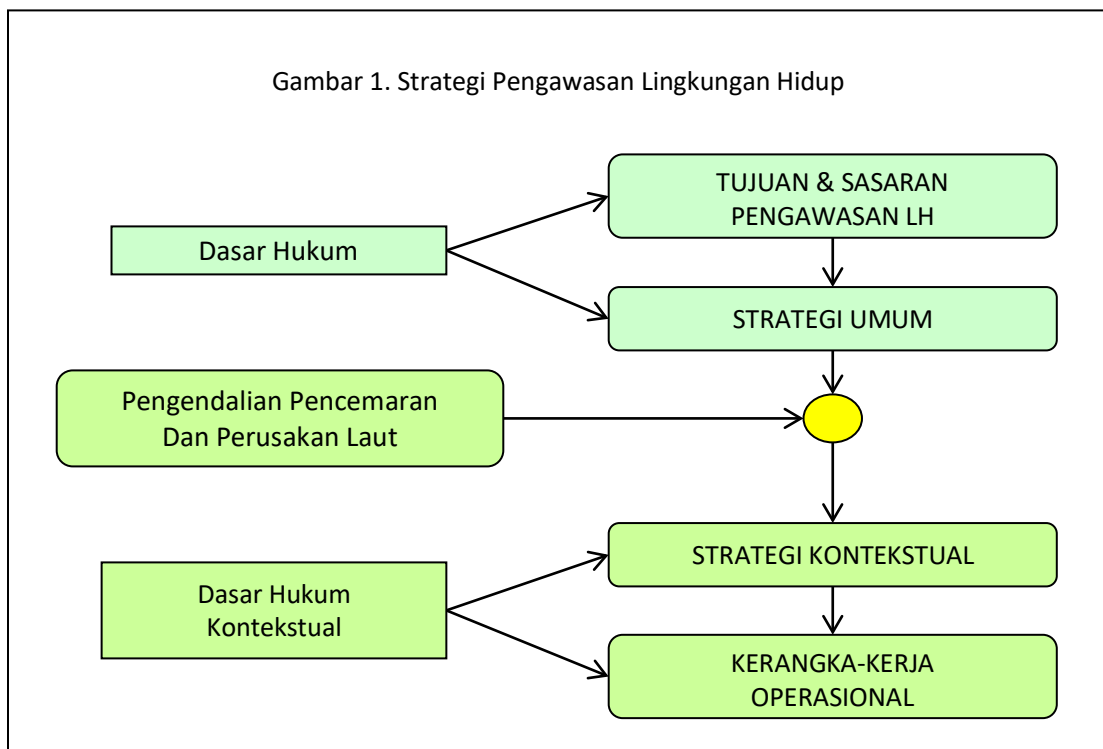 Gambar 1. Strategi Pengawasan Lingkungan Hidup
TUJUAN & SASARAN
PENGAWASAN LH
Dasar Hukum
STRATEGI UMUM
Pengendalian Pencemaran
Dan Perusakan Laut
STRATEGI KONTEKSTUAL
Dasar Hukum
Kontekstual
KERANGKA-KERJA
OPERASIONAL